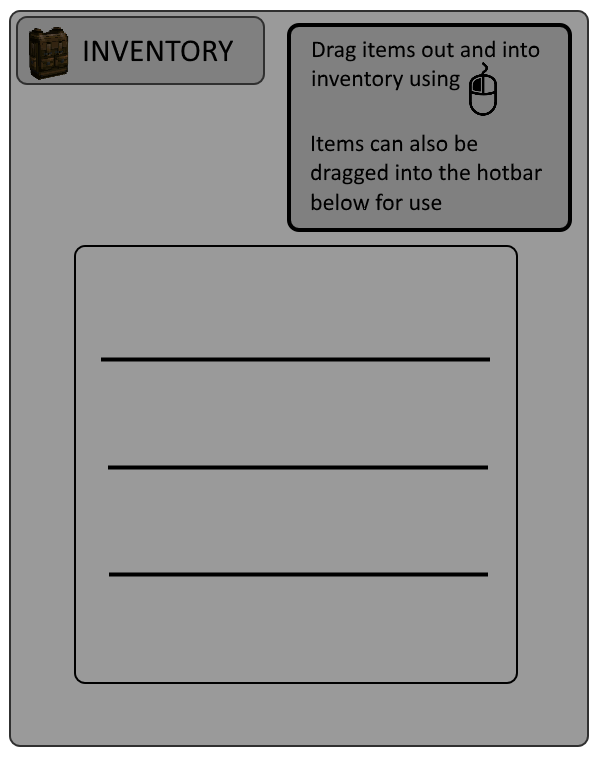 INVENTORY
Drag items out and into
inventory using
Items can also be
dragged into the hotbar
below for use